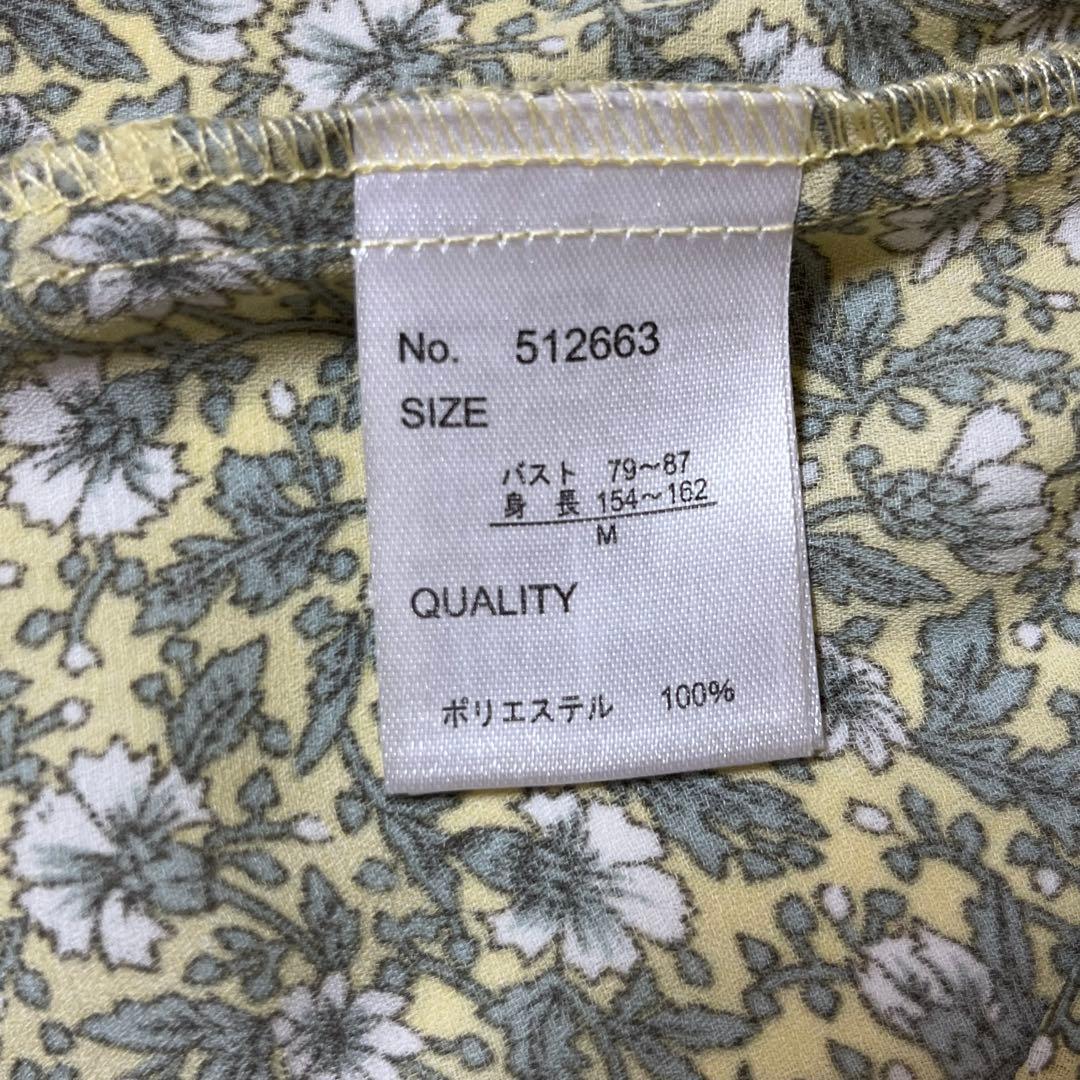 No. 512663
SIZE
バスト 79～87
身 長 154～162
M
QUALITY
ポリエステル 100%